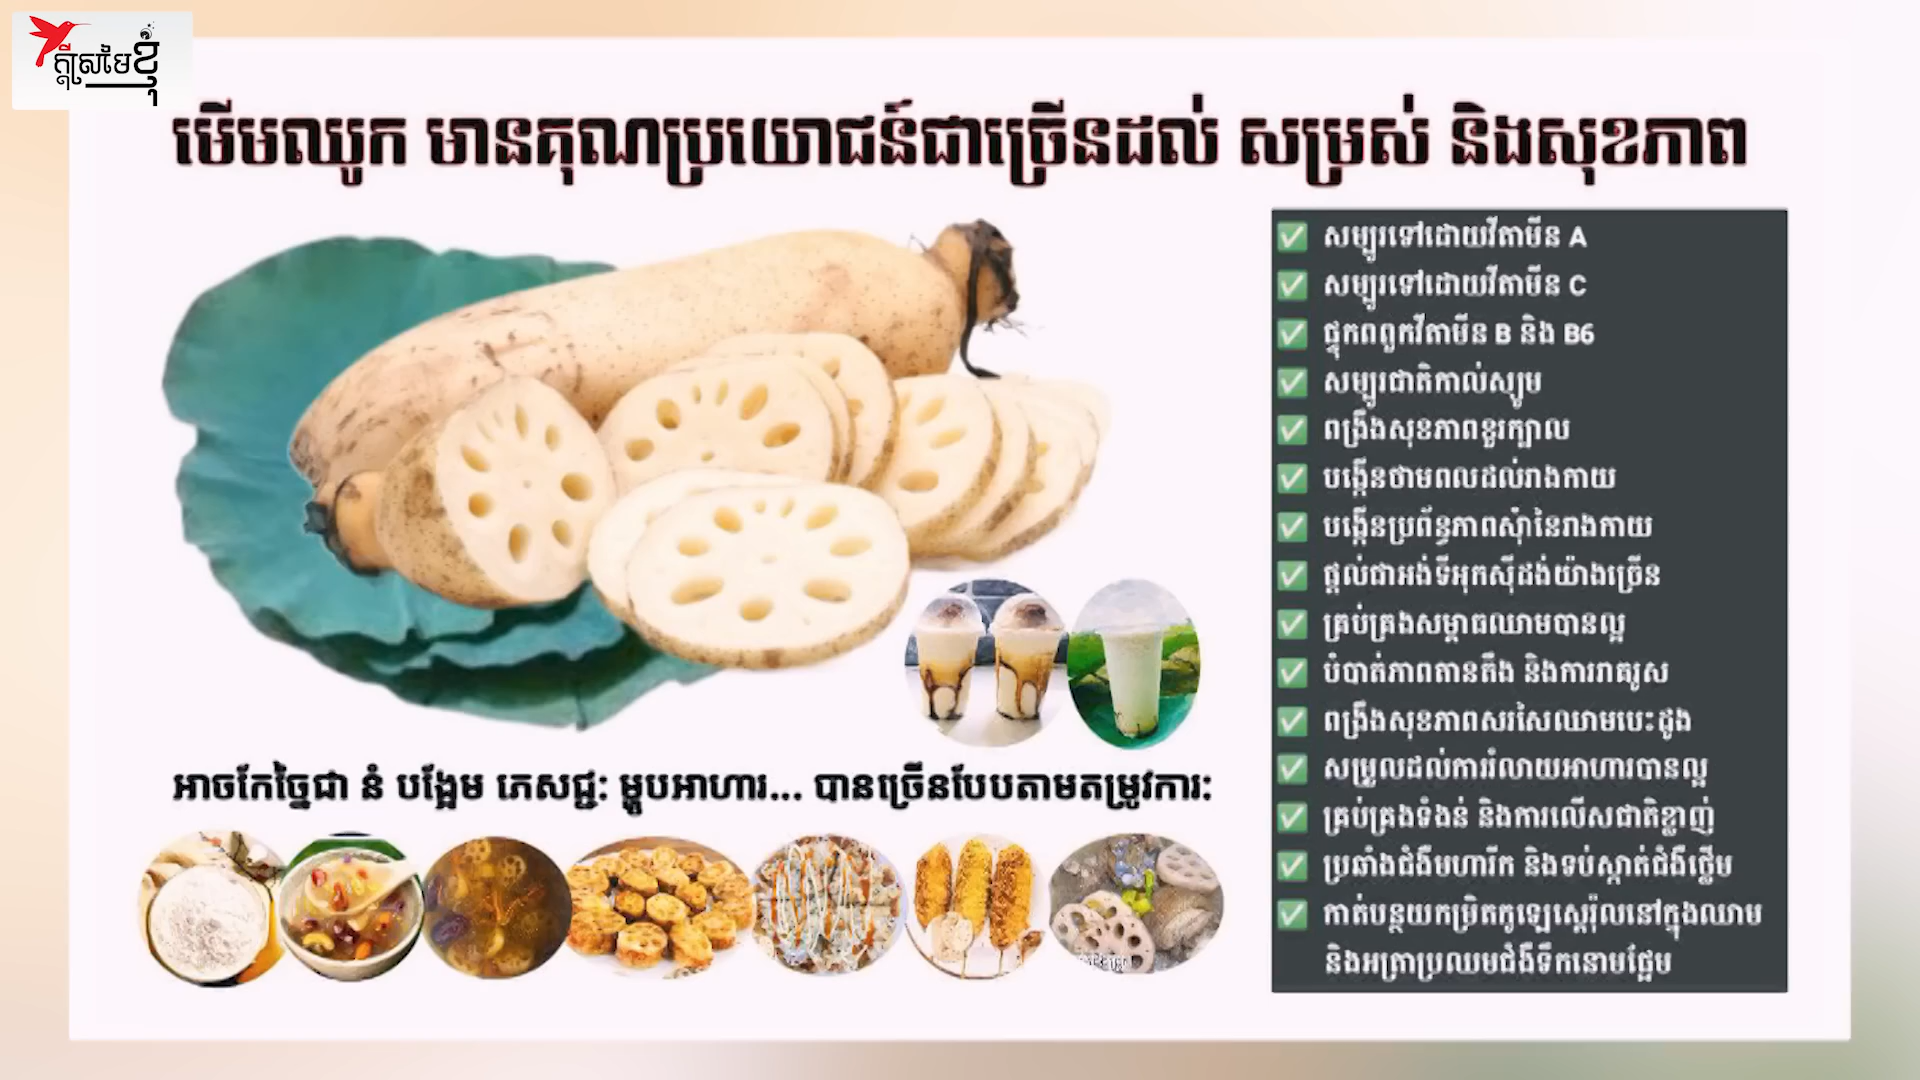 ក្ដីស្រមៃខ្ញុំ
មើមឈូក មានគុណប្រយោជន៍ជាច្រើនដល់ សម្រស់ និងសុខភាព
✅ សម្បូរទៅដោយវីតាមីន A
✅ សម្បូរទៅដោយវីតាមីន C
✅ ផ្ទុកពពួកវីតាមីន B និង B6
✅ សម្បូរជាតិកាល់ស្យូម
✅ ពង្រឹងសុខភាពខួរក្បាល
✅ បង្កើនថាមពលដល់រាងកាយ
✅ បង្កើនប្រព័ន្ធភាពស៊ាំនៃរាងកាយ
✅ ផ្ដល់ជាអង់ទីអុកស៊ីដង់យ៉ាងច្រើន
✅ គ្រប់គ្រងសម្ពាធឈាមបានល្អ
✅ បំបាត់ភាពតានតឹង និងការរាគរូស
✅ ពង្រឹងសុខភាពសរសៃឈាមបេះដូង
✅ សម្រួលដល់ការរំលាយអាហារបានល្អ
✅ គ្រប់គ្រងទំងន់ និងការលើសជាតិខ្លាញ់
✅ ប្រឆាំងជំងឺមហារីក និងទប់ស្កាត់ជំងឺថ្លើម
✅ កាត់បន្ថយកម្រិតកូឡេស្តេរ៉ុលនៅក្នុងឈាម
និងអត្រាប្រឈមជំងឺទឹកនោមផ្អែម
អាចកែច្នៃជា នំ បង្អែម ភេសជ្ជៈ ម្ហូបអាហារ... បានច្រើនបែបតាមតម្រូវការ: